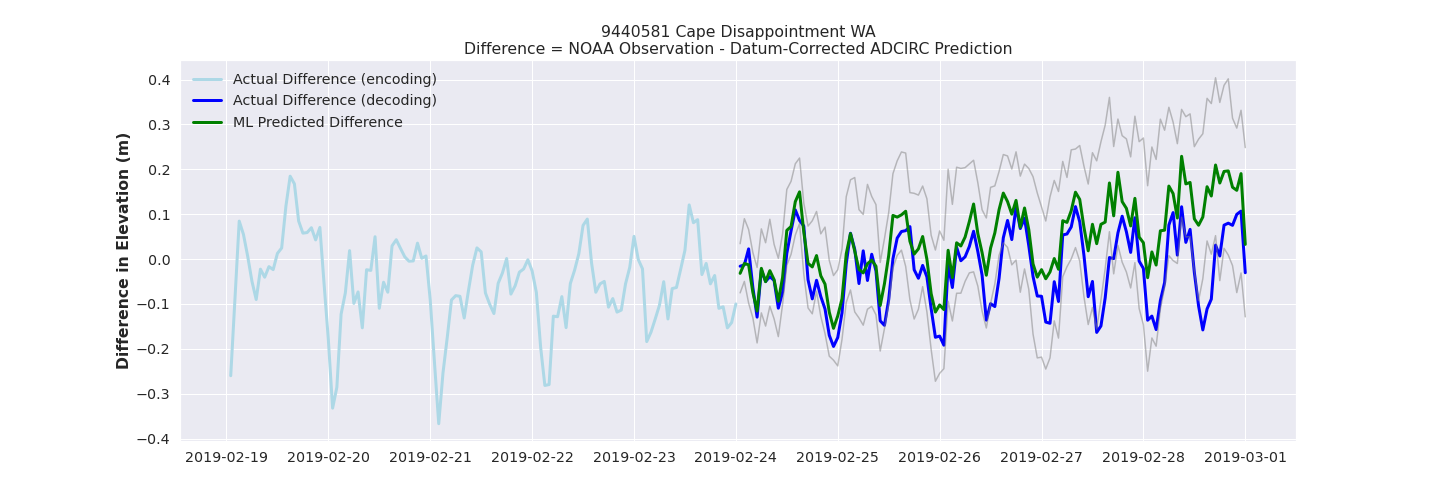 9440581 Cape Disappointment WA
Difference = NOAA Observation - Datum-Corrected ADCIRC Prediction
Actual Difference (encoding)
Actual Difference (decoding)
ML Predicted Difference
Difference in Elevation (m)
0.4
0.3
0.2
0.1
0.0
−0.1
−0.2
−0.3
−0.4
2019-02-19 2019-02-20 2019-02-21 2019-02-22 2019-02-23 2019-02-24 2019-02-25 2019-02-26 2019-02-27 2019-02-28 2019-03-01